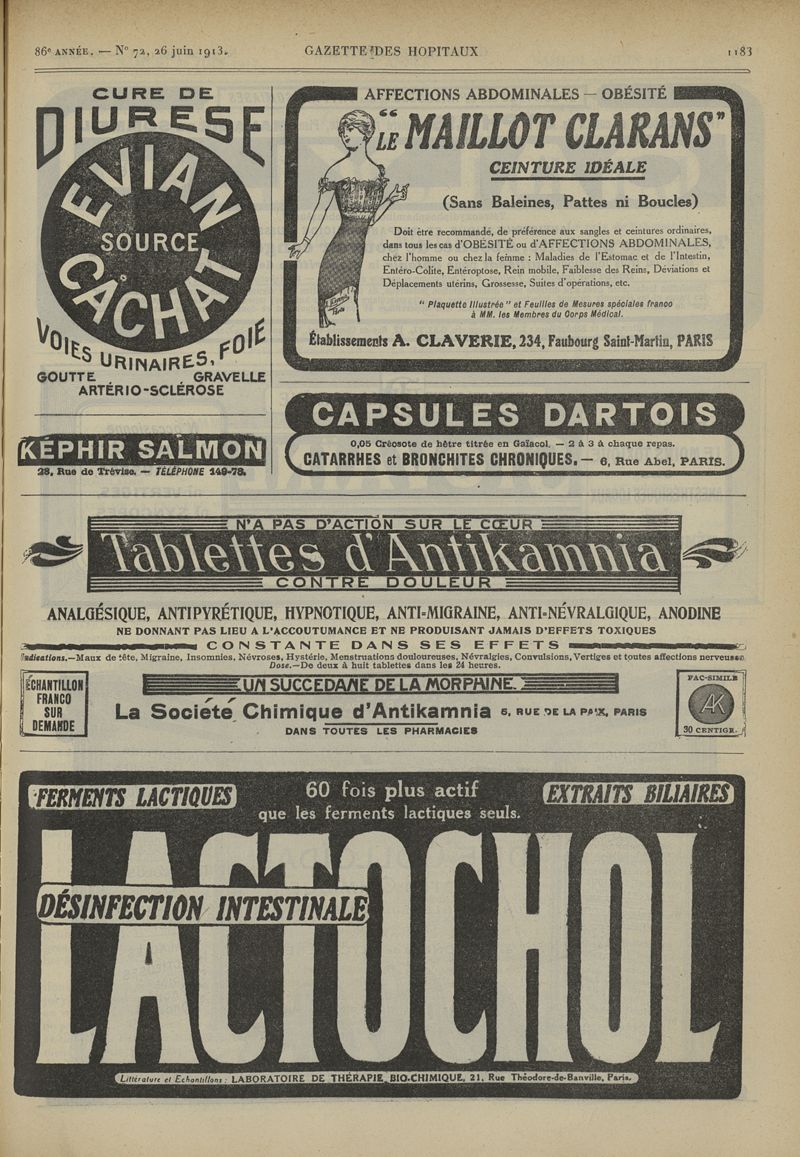 86e ANNÉE. — No 72, 26 juin 1913.
GAZETTE DES HOPITAUX
1183
CURE DE
DIURESE
EVIAN
SOURCE
CACHAT
VOIES URINAIRES, FOIE
GOUTTE GRAVELLE
ARTÉRIO-SCLÉROSE
KÉPHIR SALMON
28, Rue de Trévise. — TÉLÉPHONE 149-78.
AFFECTIONS ABDOMINALES — OBÉSITÉ
“LE MAILLOT CLARANS”
CEINTURE IDÉALE
(Sans Baleines, Pattes ni Boucles)
Doit être recommandé, de préférence aux sangles et ceintures ordinaires,
dans tous les cas d'OBÉSITÉ ou d'AFFECTIONS ABDOMINALES,
chez l'homme ou chez la femme : Maladies de l'Estomac et de l'Intestin,
Entéro-Colite, Entéroptose, Rein mobile, Faiblesse des Reins, Déviations et
Déplacements utérins, Grossesse, Suites d'opérations, etc.
“ Plaquette Illustrée ” et Feuilles de Mesures spéciales franco
à MM. les Membres du Corps Médical.
Établissements A. CLAVERIE, 234, Faubourg Saint-Martin, PARIS
CAPSULES DARTOIS
0,05 Créosote de hêtre titrée en Gaïacol. — 2 à 3 à chaque repas.
CATARRHES et BRONCHITES CHRONIQUES. — 6, Rue Abel, PARIS.
N'A PAS D'ACTION SUR LE CŒUR
Tablettes d'Antikamnia
CONTRE DOULEUR
ANALGÉSIQUE, ANTIPYRÉTIQUE, HYPNOTIQUE, ANTI-MIGRAINE, ANTI-NÉVRALGIQUE, ANODINE
NE DONNANT PAS LIEU A L'ACCOUTUMANCE ET NE PRODUISANT JAMAIS D'EFFETS TOXIQUES
CONSTANTE DANS SES EFFETS
Indications.—Maux de tête, Migraine, Insomnies, Névroses, Hystérie, Menstruations douloureuses, Névralgies, Convulsions, Vertiges et toutes affections nerveuses.
Dose.—De deux à huit tablettes dans les 24 heures.
ÉCHANTILLON
FRANCO
SUR
DEMANDE
UN SUCCEDANE DE LA MORPHINE.
La Société Chimique d'Antikamnia 5, RUE DE LA PAIX, PARIS
DANS TOUTES LES PHARMACIES
FAC-SIMILE
AK
30 CENTIGR.
FERMENTS LACTIQUES
60 fois plus actif
que les ferments lactiques seuls.
EXTRAITS BILIAIRES
LACTOCHOL
DÉSINFECTION INTESTINALE
Littérature et Echantillons : LABORATOIRE DE THÉRAPIE BIO-CHIMIQUE, 21, Rue Théodore-de-Banville, Paris.